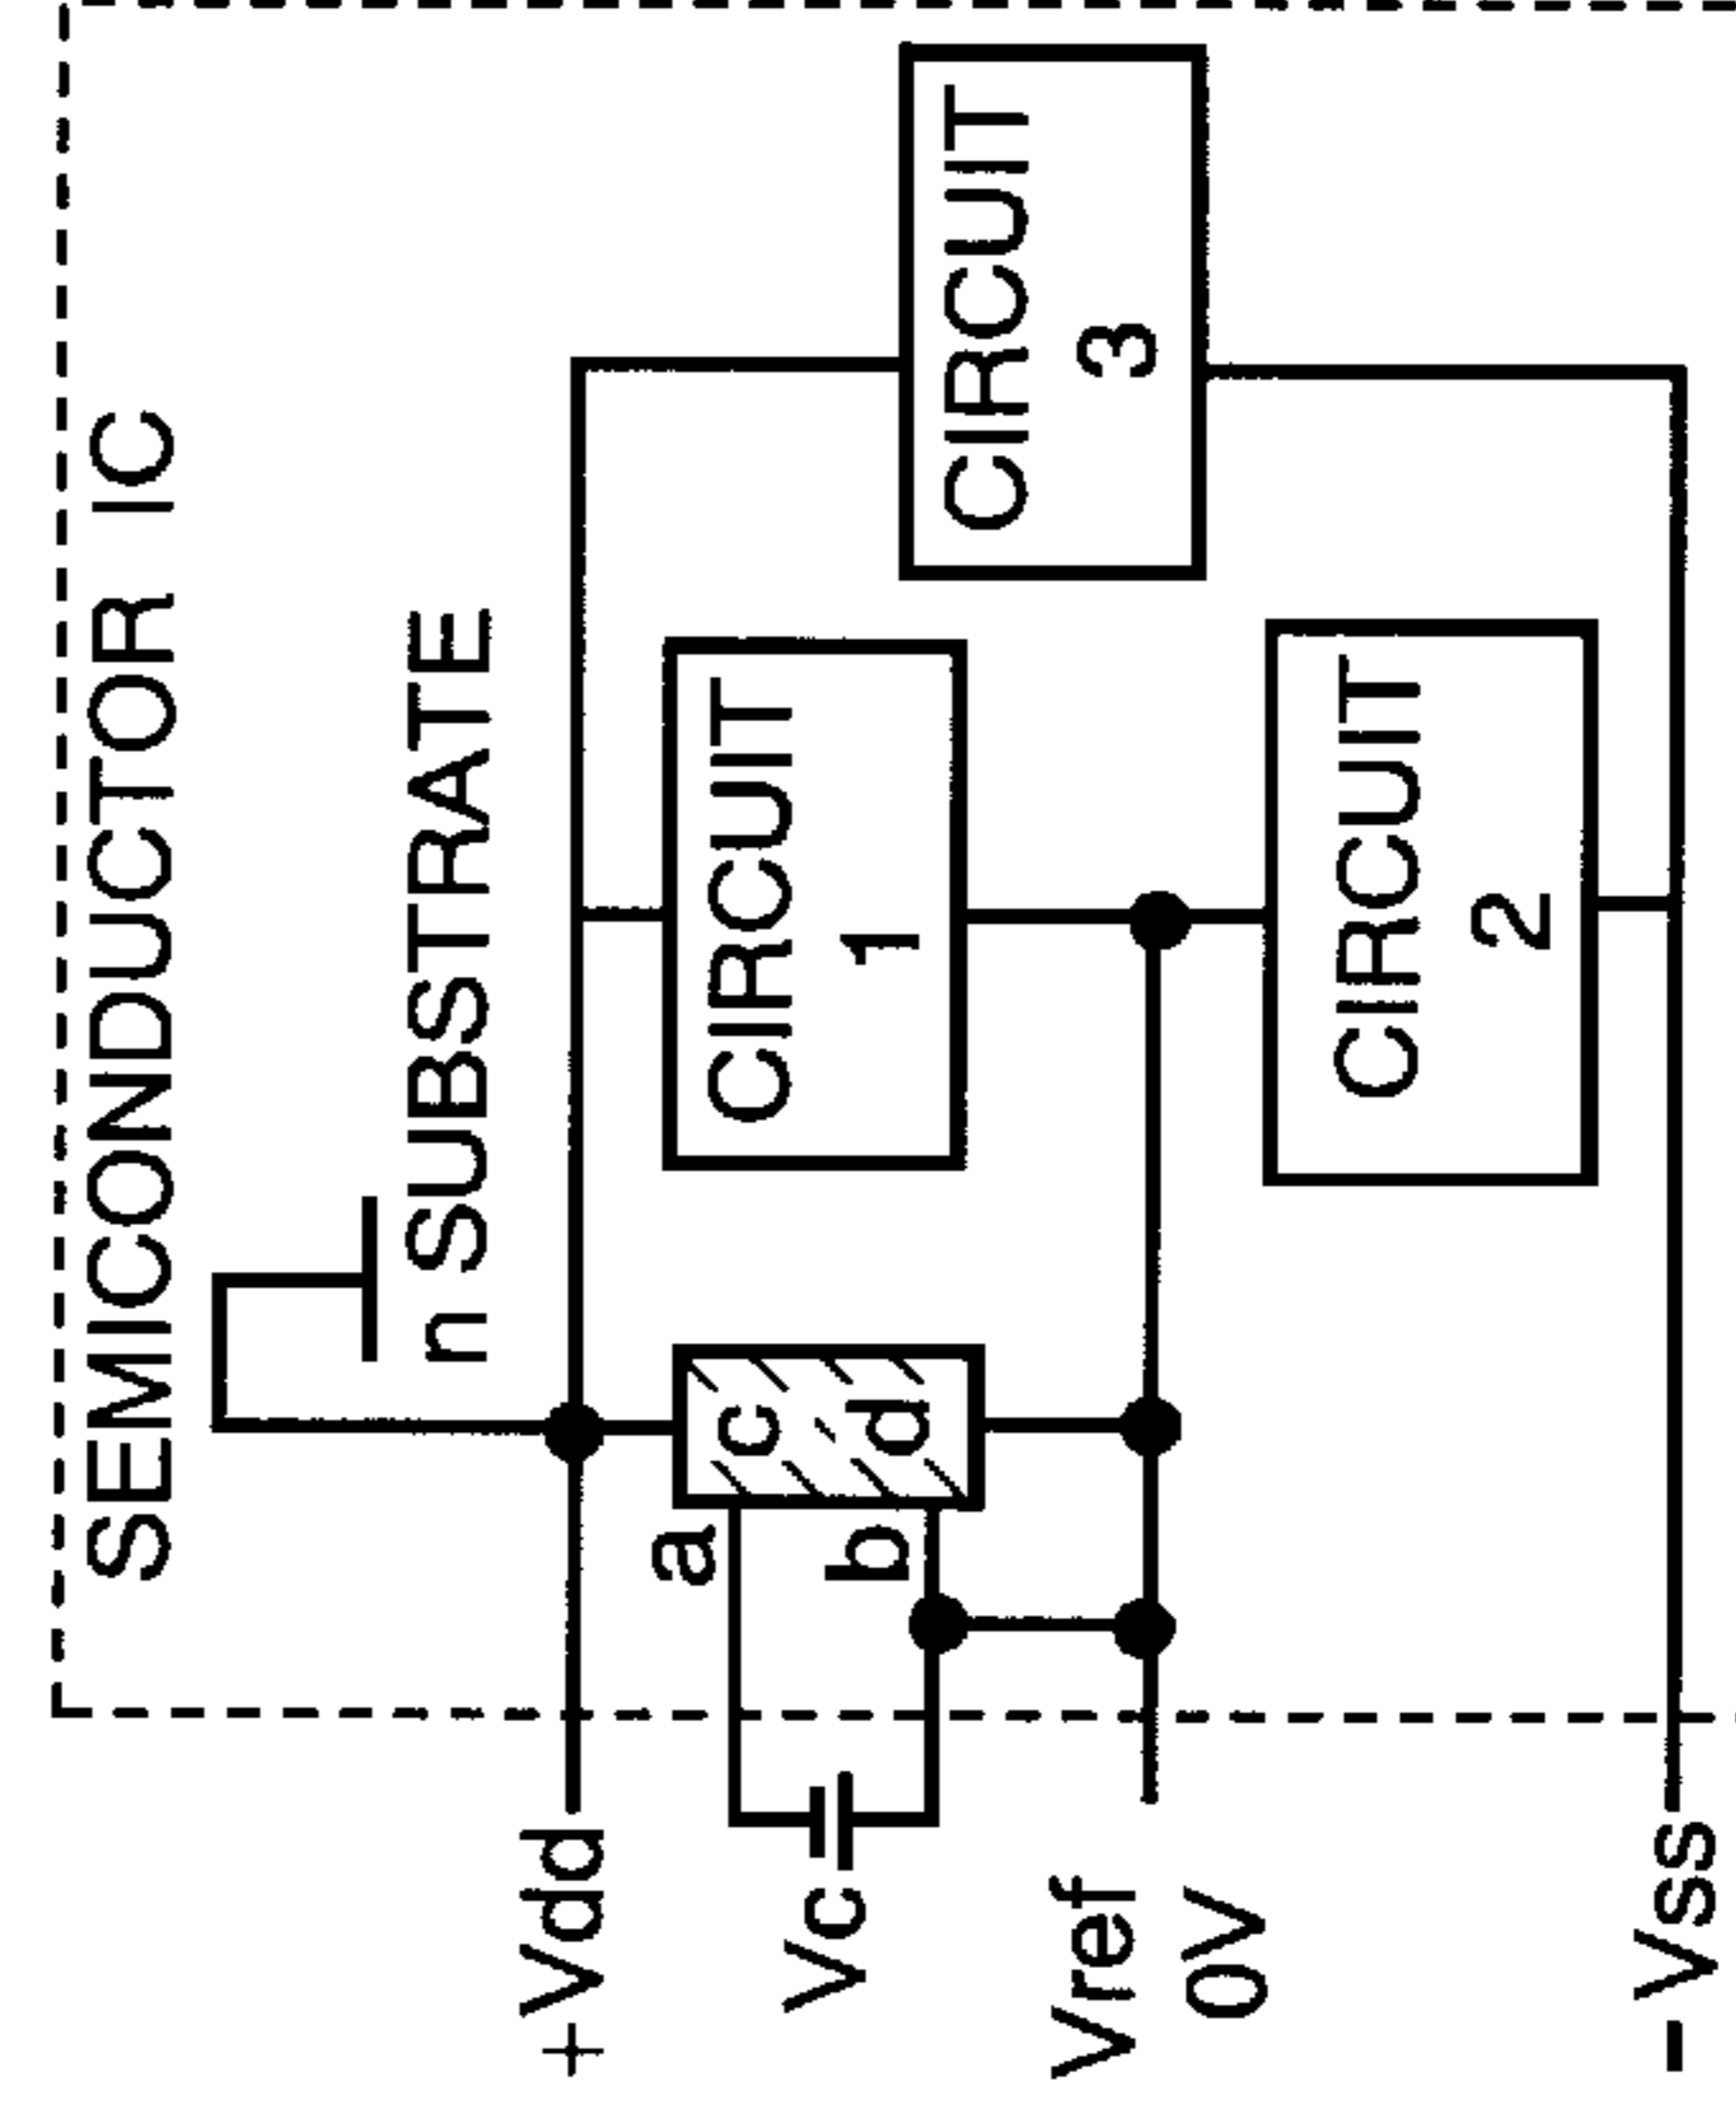 SEMICONDUCTOR IC
n SUBSTRATE
+ Vdd
a
c
CIRCUIT
1
Vc
b
d
CIRCUIT
3
Vref
0V
CIRCUIT
2
- Vss